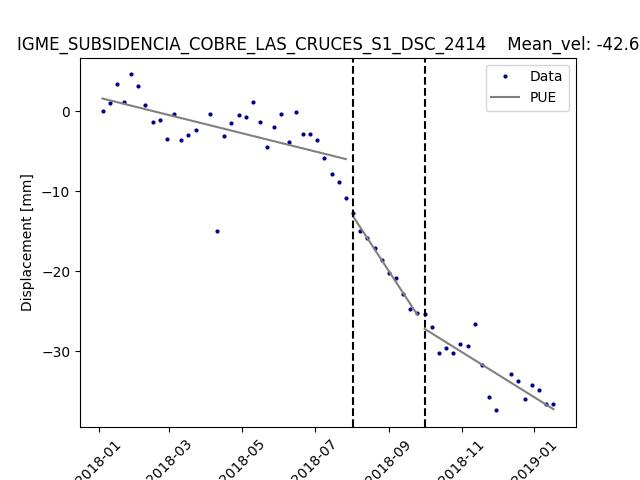 IGME_SUBSIDENCIA_COBRE_LAS_CRUCES_S1_DSC_2414    Mean_vel: -42.6
Data
PUE
0
−10
−20
−30
Displacement [mm]
2018-01
2018-03
2018-05
2018-07
2018-09
2018-11
2019-01